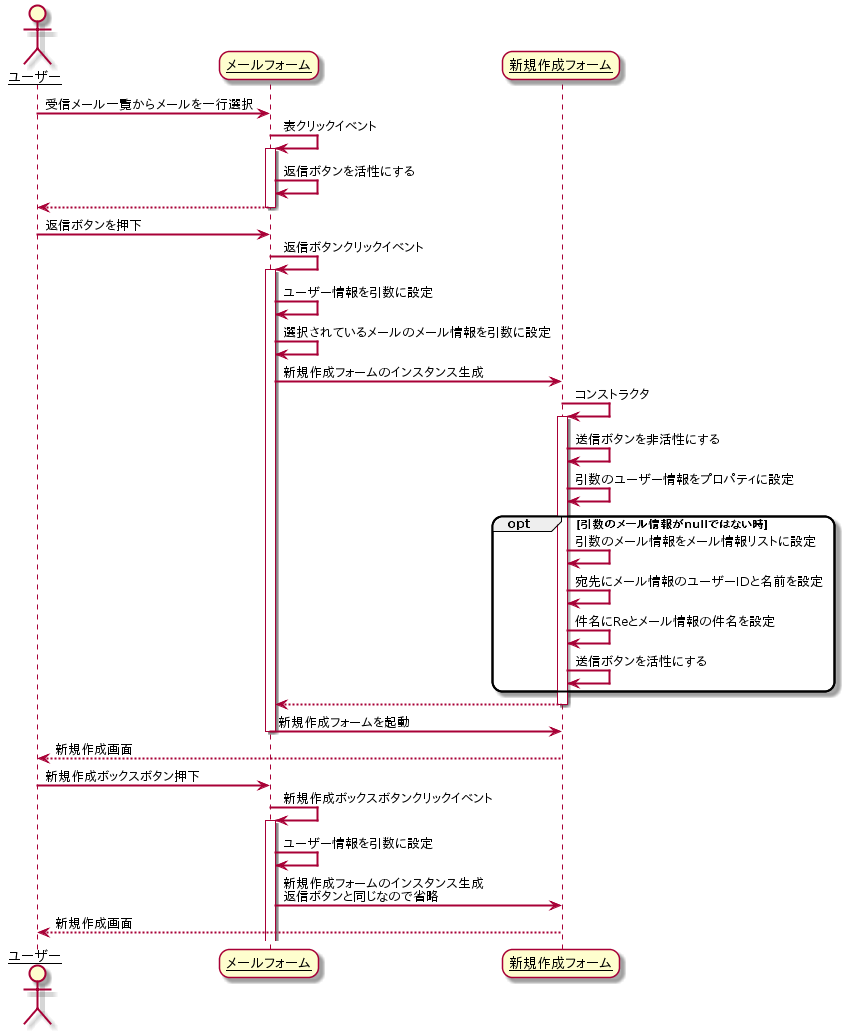 ユーザー
メールフォーム
新規作成フォーム
受信メール一覧からメールを一行選択
表クリックイベント
返信ボタンを活性にする
返信ボタンを押下
返信ボタンクリックイベント
ユーザー情報を引数に設定
選択されているメールのメール情報を引数に設定
新規作成フォームのインスタンス生成
コンストラクタ
送信ボタンを非活性にする
引数のユーザー情報をプロパティに設定
opt [引数のメール情報がnullではない時]
引数のメール情報をメール情報リストに設定
宛先にメール情報のユーザーIDと名前を設定
件名にReとメール情報の件名を設定
送信ボタンを活性にする
新規作成フォームを起動
新規作成画面
新規作成ボックスボタン押下
新規作成ボックスボタンクリックイベント
ユーザー情報を引数に設定
新規作成フォームのインスタンス生成
返信ボタンと同じなので省略
新規作成画面
ユーザー
メールフォーム
新規作成フォーム